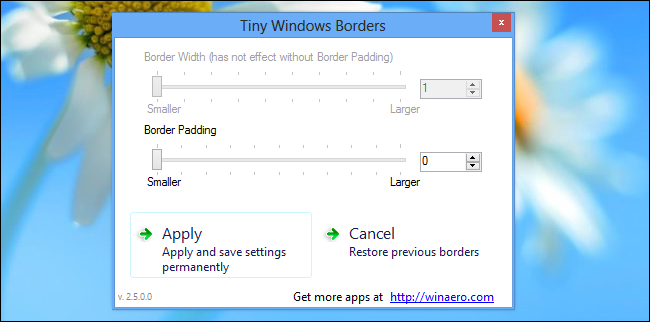 Tiny Windows Borders
x
Border Width (has not effect without Border Padding)
1
Smaller
Larger
Border Padding
0
Smaller
Larger
Apply
Apply and save settings
permanently
Cancel
Restore previous borders
v. 2.5.0.0
Get more apps at http://winaero.com